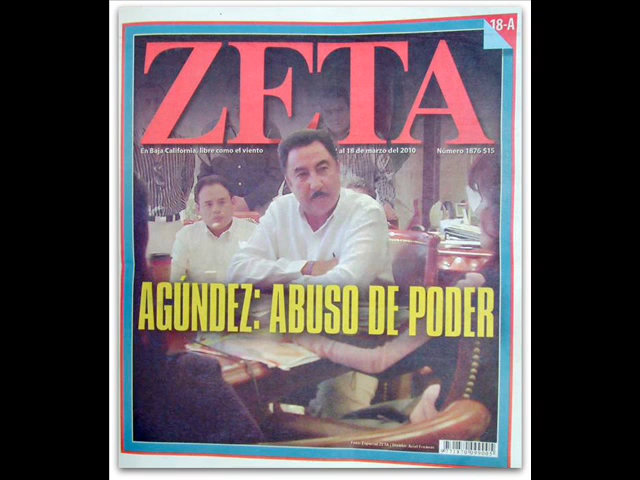 18-A
ZETA
En Baja California, libre como el viento
al 18 de marzo del 2010
Número 1876 $15
AGÚNDEZ: ABUSO DE PODER